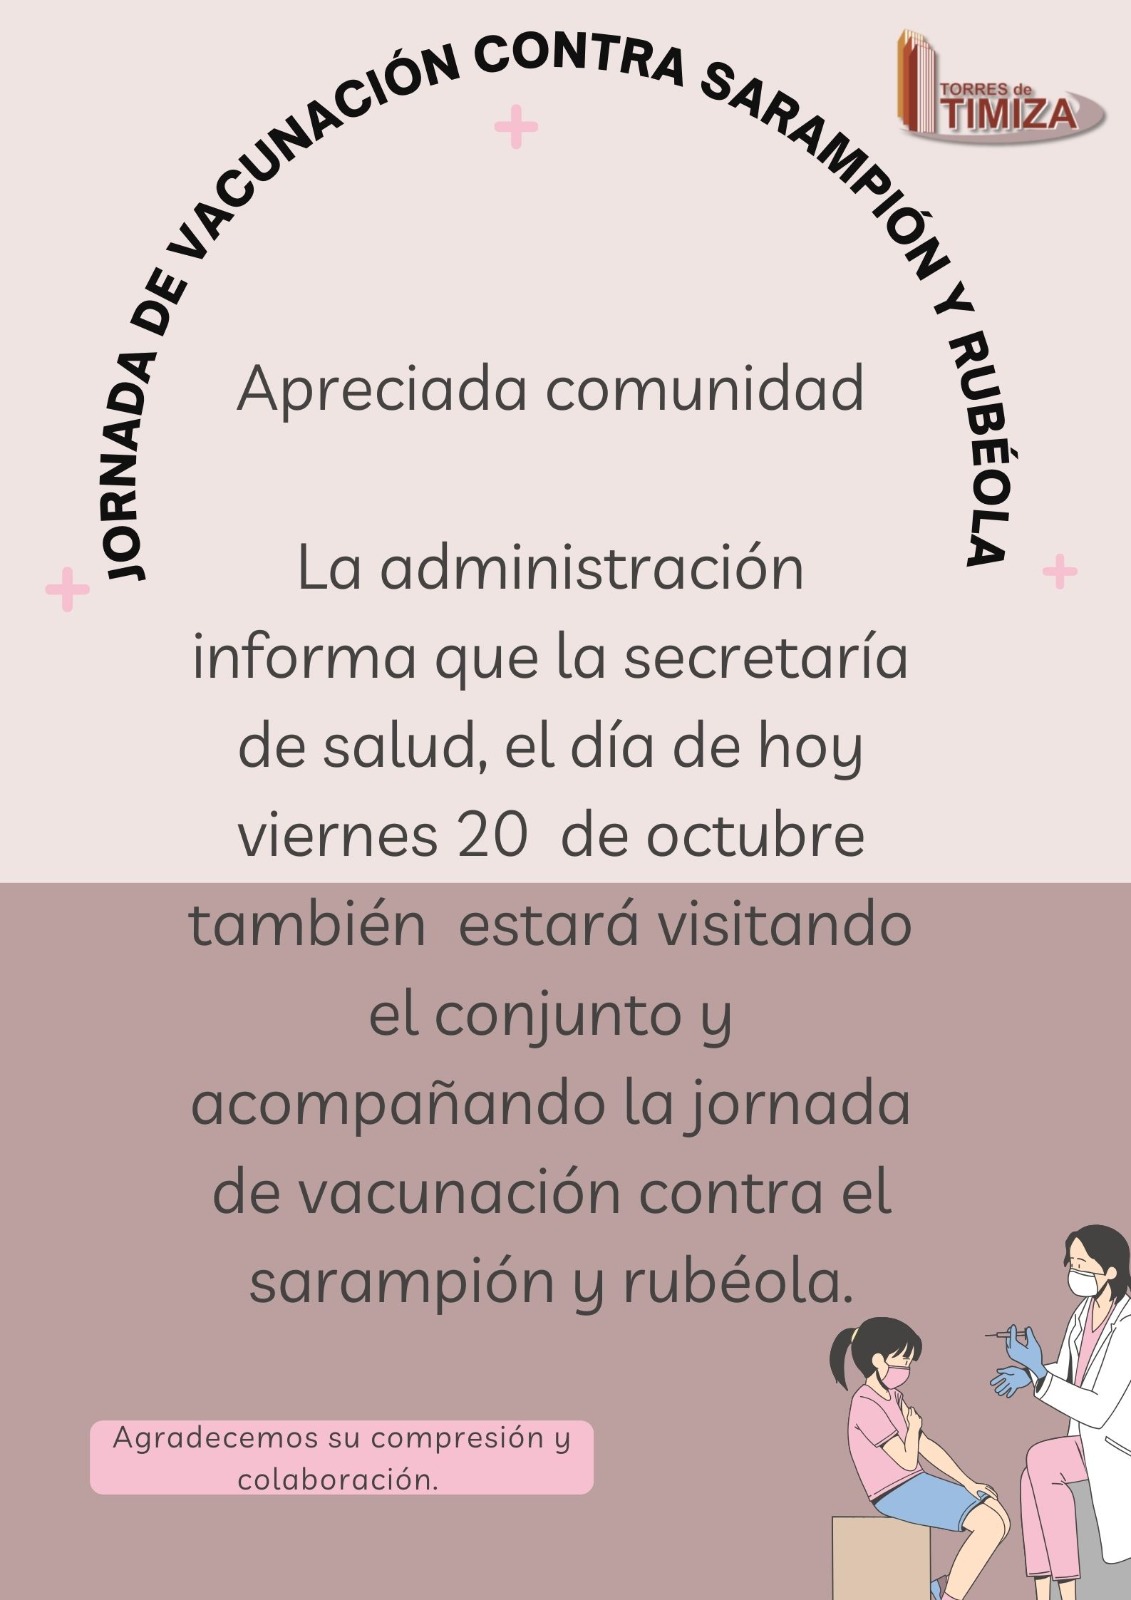 JORNADA DE VACUNACIÓN CONTRA SARAMPIÓN Y RUBÉOLA
TORRES de
TIMIZA
Apreciada comunidad
La administración
informa que la secretaría
de salud, el día de hoy
viernes 20 de octubre
también estará visitando
el conjunto y
acompañando la jornada
de vacunación contra el
sarampión y rubéola.
Agradecemos su compresión y
colaboración.